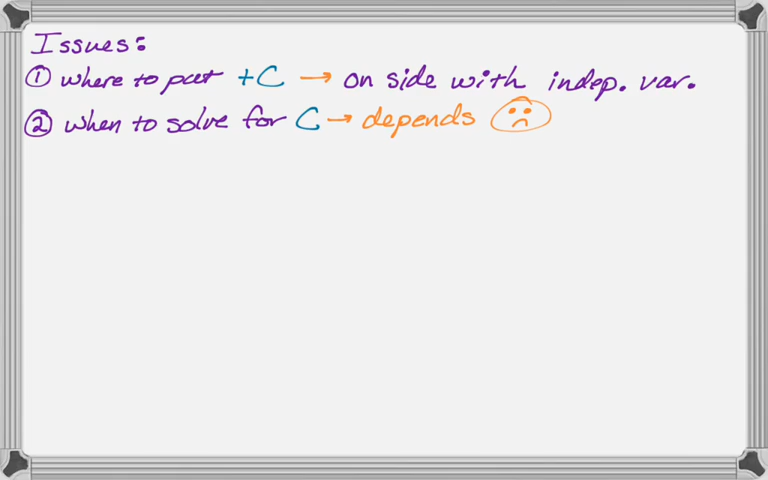 Issues:
① where to put +C → on side with indep. var.
② when to solve for C → depends ☹